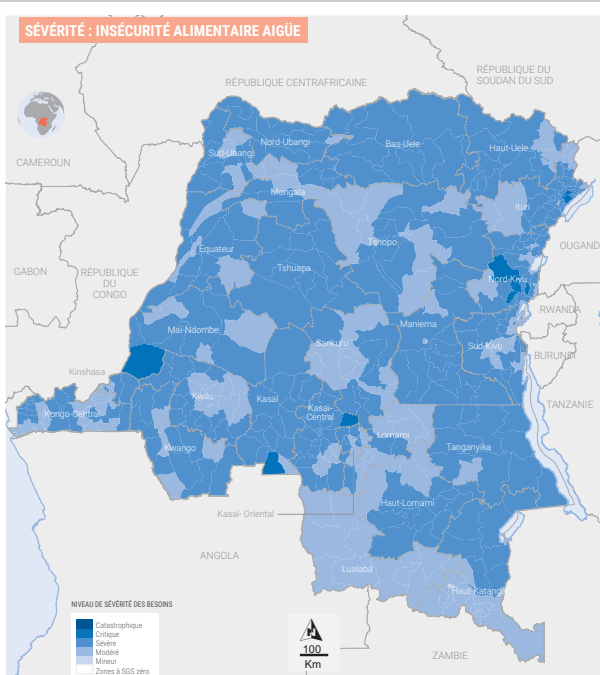 SÉVÉRITÉ : INSÉCURITÉ ALIMENTAIRE AIGÜE
RÉPUBLIQUE CENTRAFRICAINE
RÉPUBLIQUE DU
SOUDAN DU SUD
CAMEROUN
Nord-Ubangi
Sud-Ubangi
Bas-Uele
Haut-Uele
Mongala
Ituri
Tshopo
Equateur
OUGAND
GABON
RÉPUBLIQUE
DU
CONGO
Tshuapa
Nord-Kivu
RWANDA
Mai-Ndombe
Maniema
Sankuru
Sud-Kivu
BURUNDI
Kinshasa
Kwilu
Kasaï
Kasaï-
Central
TANZANIE
Kongo-Central
Lomami
Kwango
Tanganyika
Haut-Lomami
Kasaï- Oriental
ANGOLA
Lualaba
Haut-Katanga
NIVEAU DE SÉVÉRITÉ DES BESOINS
Catastrophique
Critique
Sévère
Modéré
Mineur
Zones à SGS zéro
100
Km
ZAMBIE